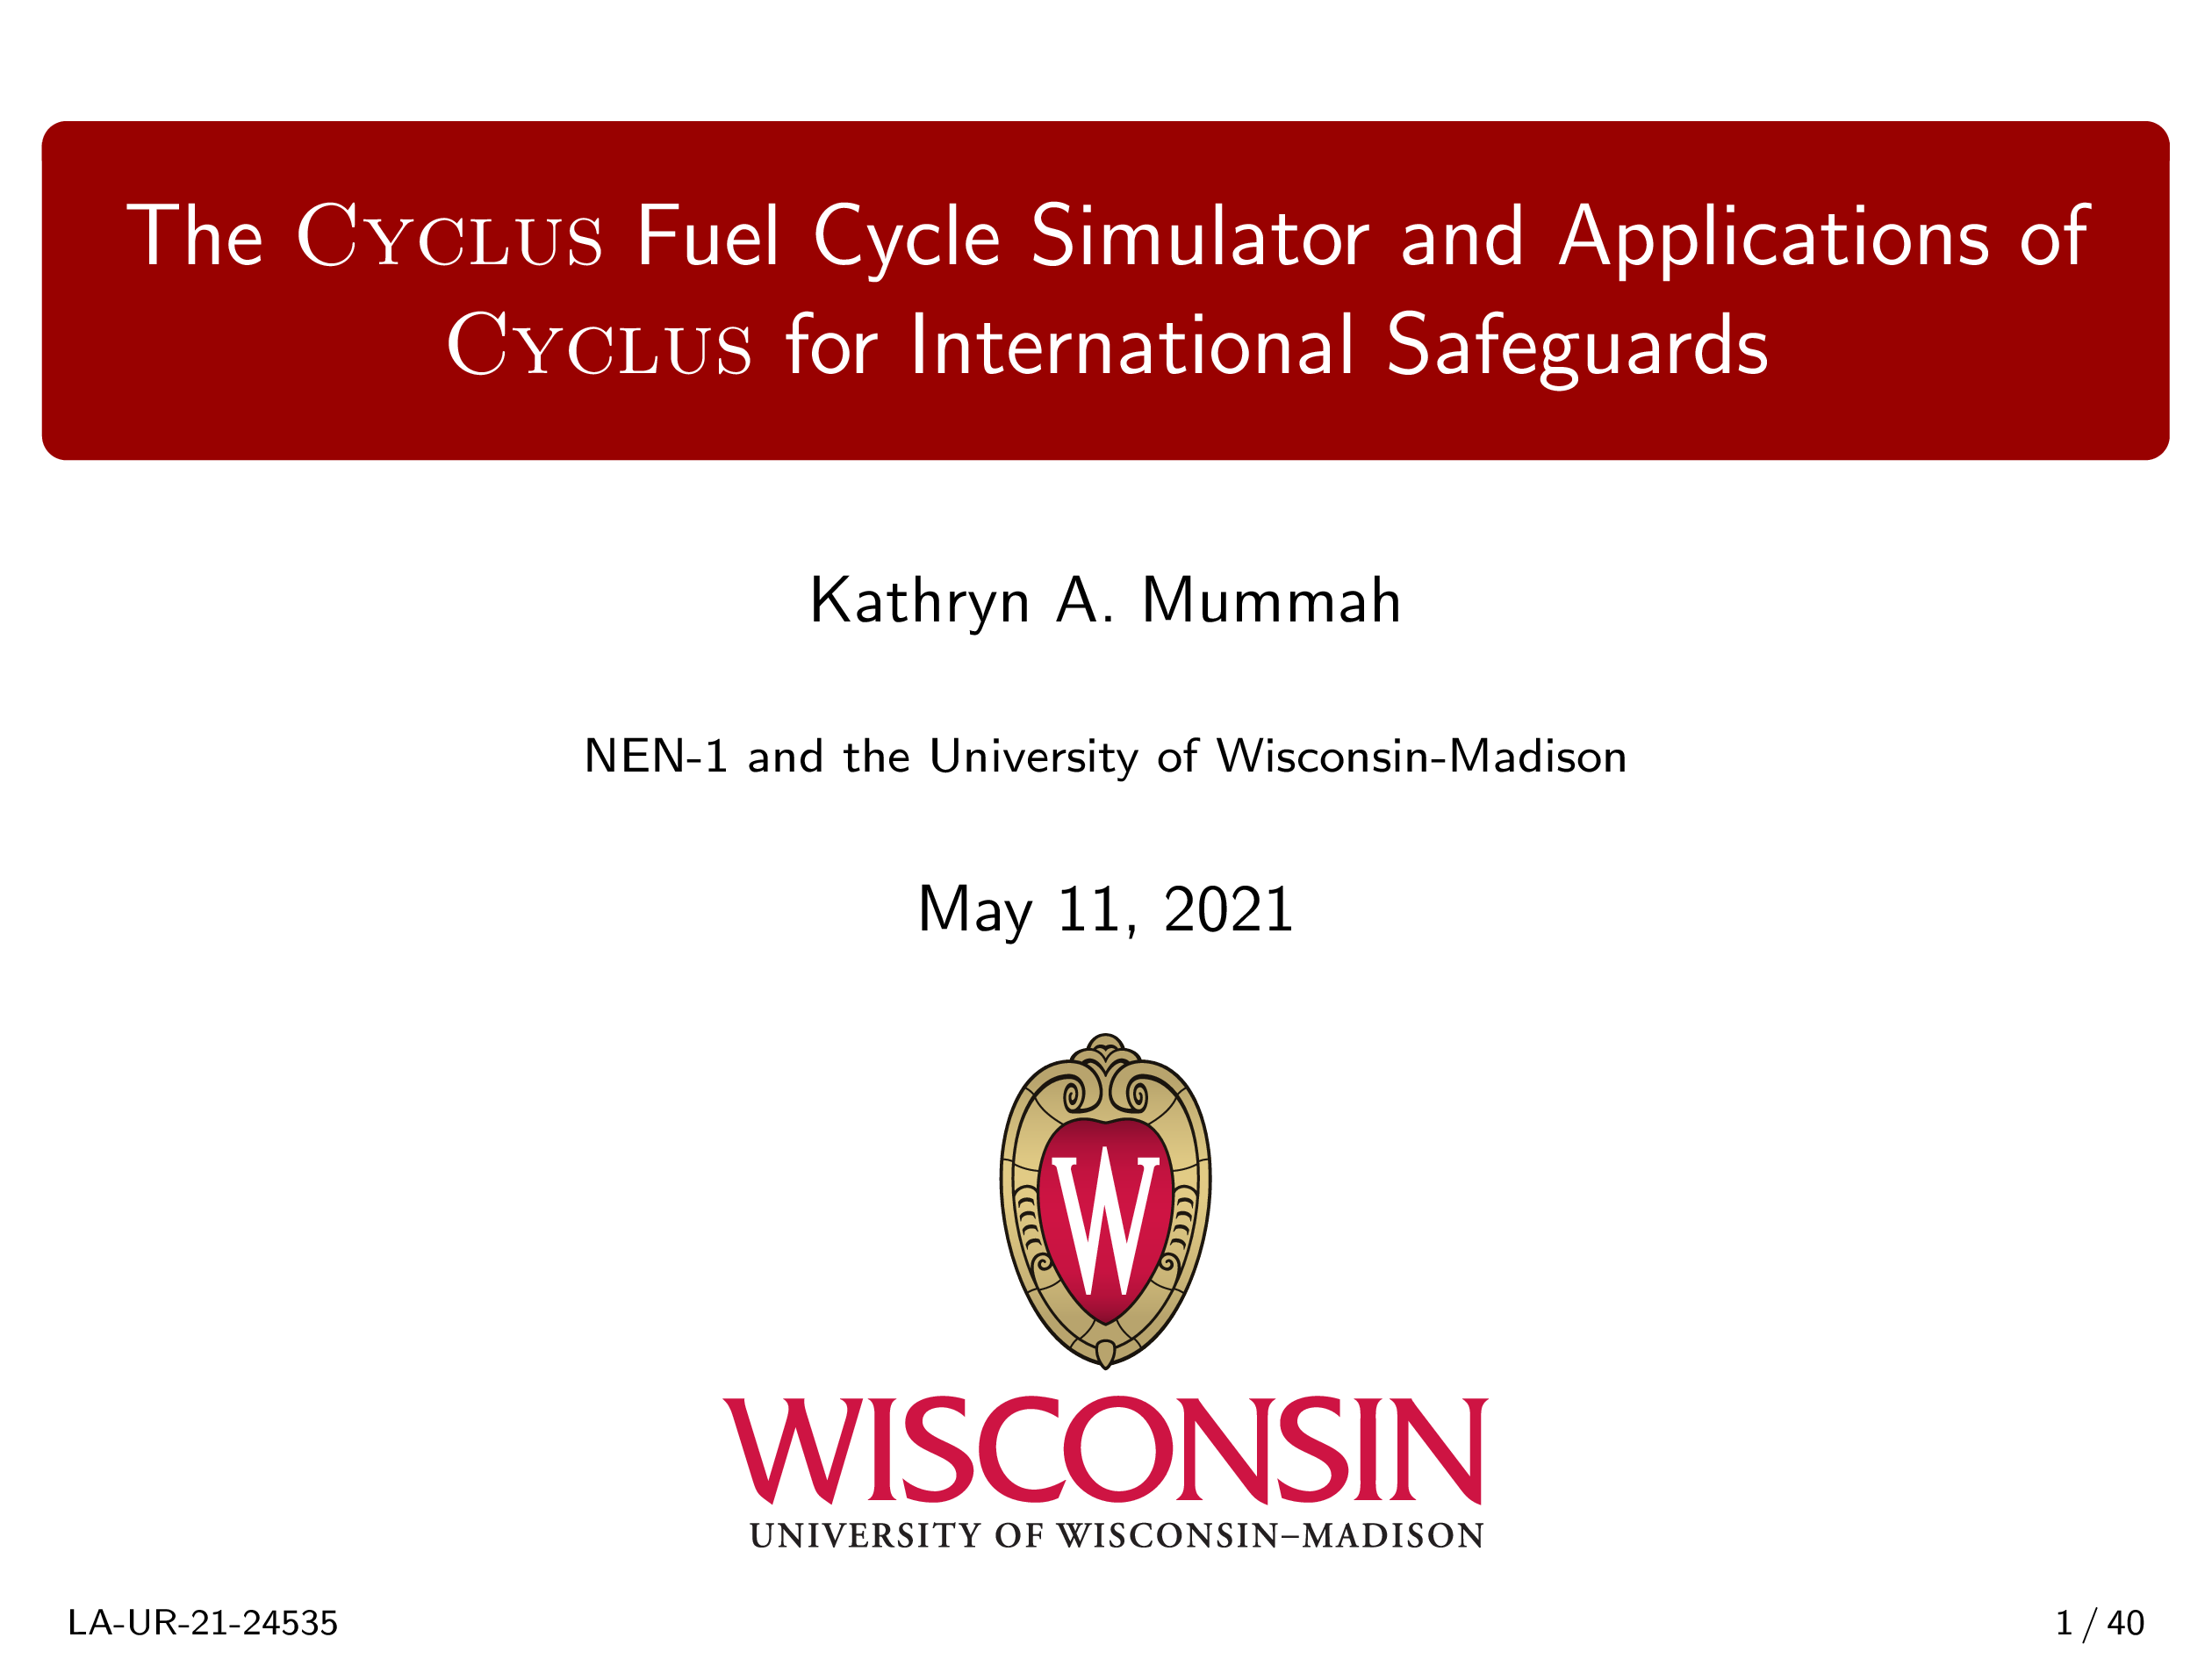 The Cyclus Fuel Cycle Simulator and Applications of
Cyclus for International Safeguards
Kathryn A. Mummah
NEN-1 and the University of Wisconsin-Madison
May 11, 2021
W
WISCONSIN
UNIVERSITY OF WISCONSIN–MADISON
LA-UR-21-24535
1 / 40